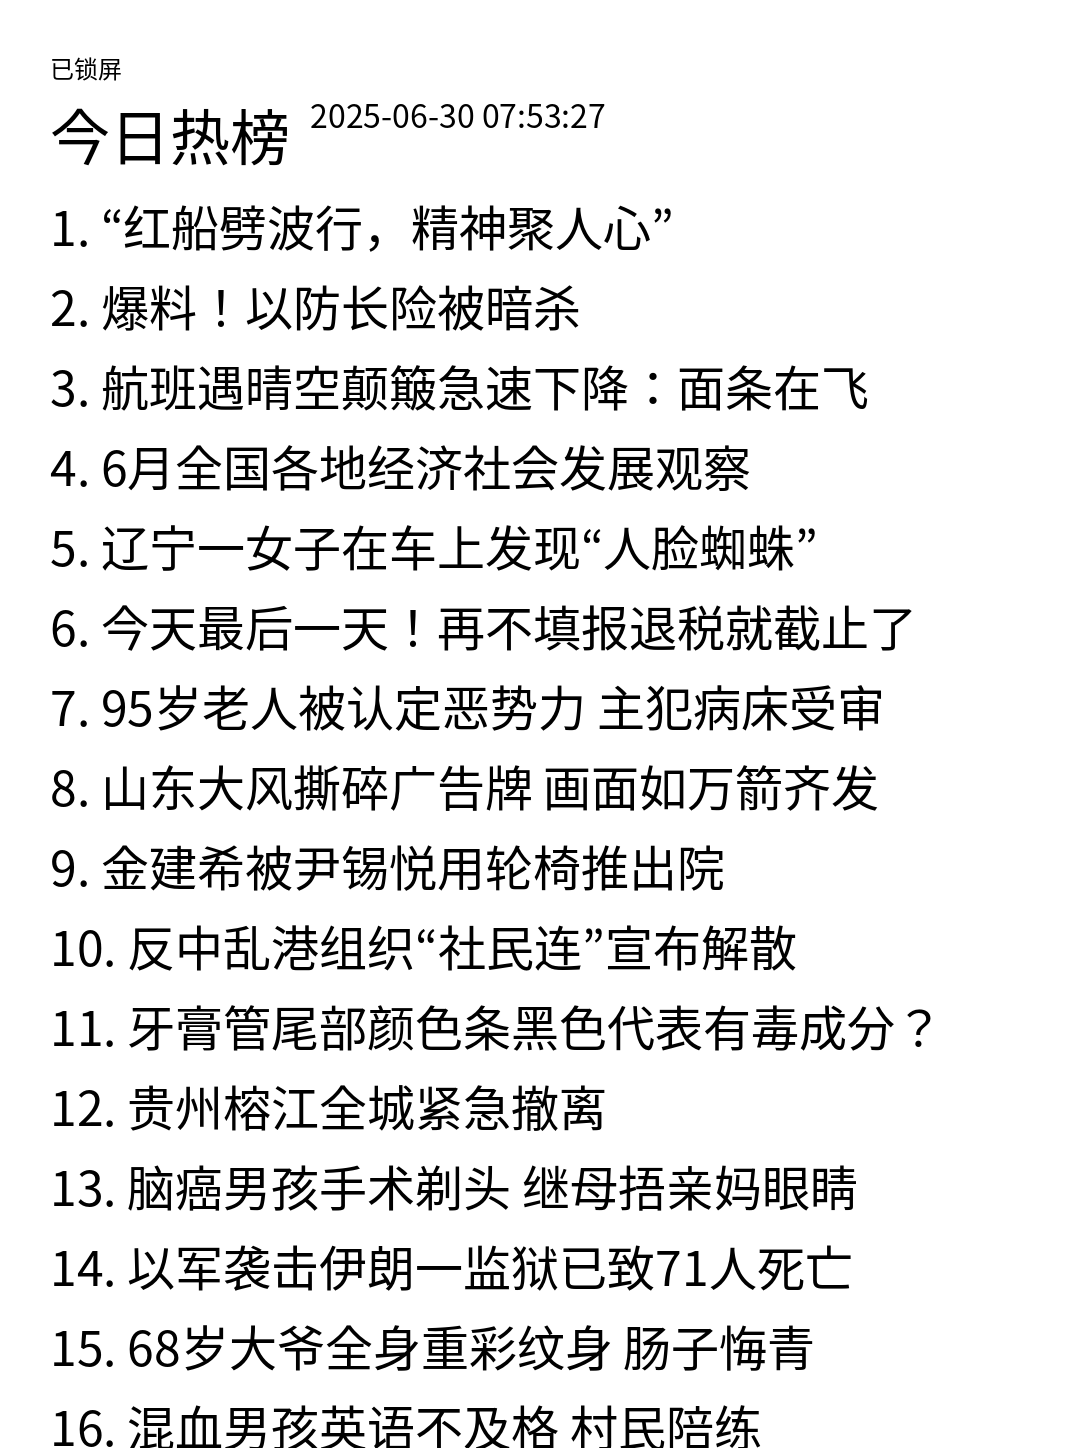 已锁屏
今日热榜 2025-06-30 07:53:27
1. “红船劈波行，精神聚人心”
2. 爆料！以防长险被暗杀
3. 航班遇晴空颠簸急速下降：面条在飞
4. 6月全国各地经济社会发展观察
5. 辽宁一女子在车上发现“人脸蜘蛛”
6. 今天最后一天！再不填报退税就截止了
7. 95岁老人被认定恶势力 主犯病床受审
8. 山东大风撕碎广告牌 画面如万箭齐发
9. 金建希被尹锡悦用轮椅推出院
10. 反中乱港组织“社民连”宣布解散
11. 牙膏管尾部颜色条黑色代表有毒成分？
12. 贵州榕江全城紧急撤离
13. 脑癌男孩手术剃头 继母捂亲妈眼睛
14. 以军袭击伊朗一监狱已致71人死亡
15. 68岁大爷全身重彩纹身 肠子悔青
16. 混血男孩英语不及格 村民陪练